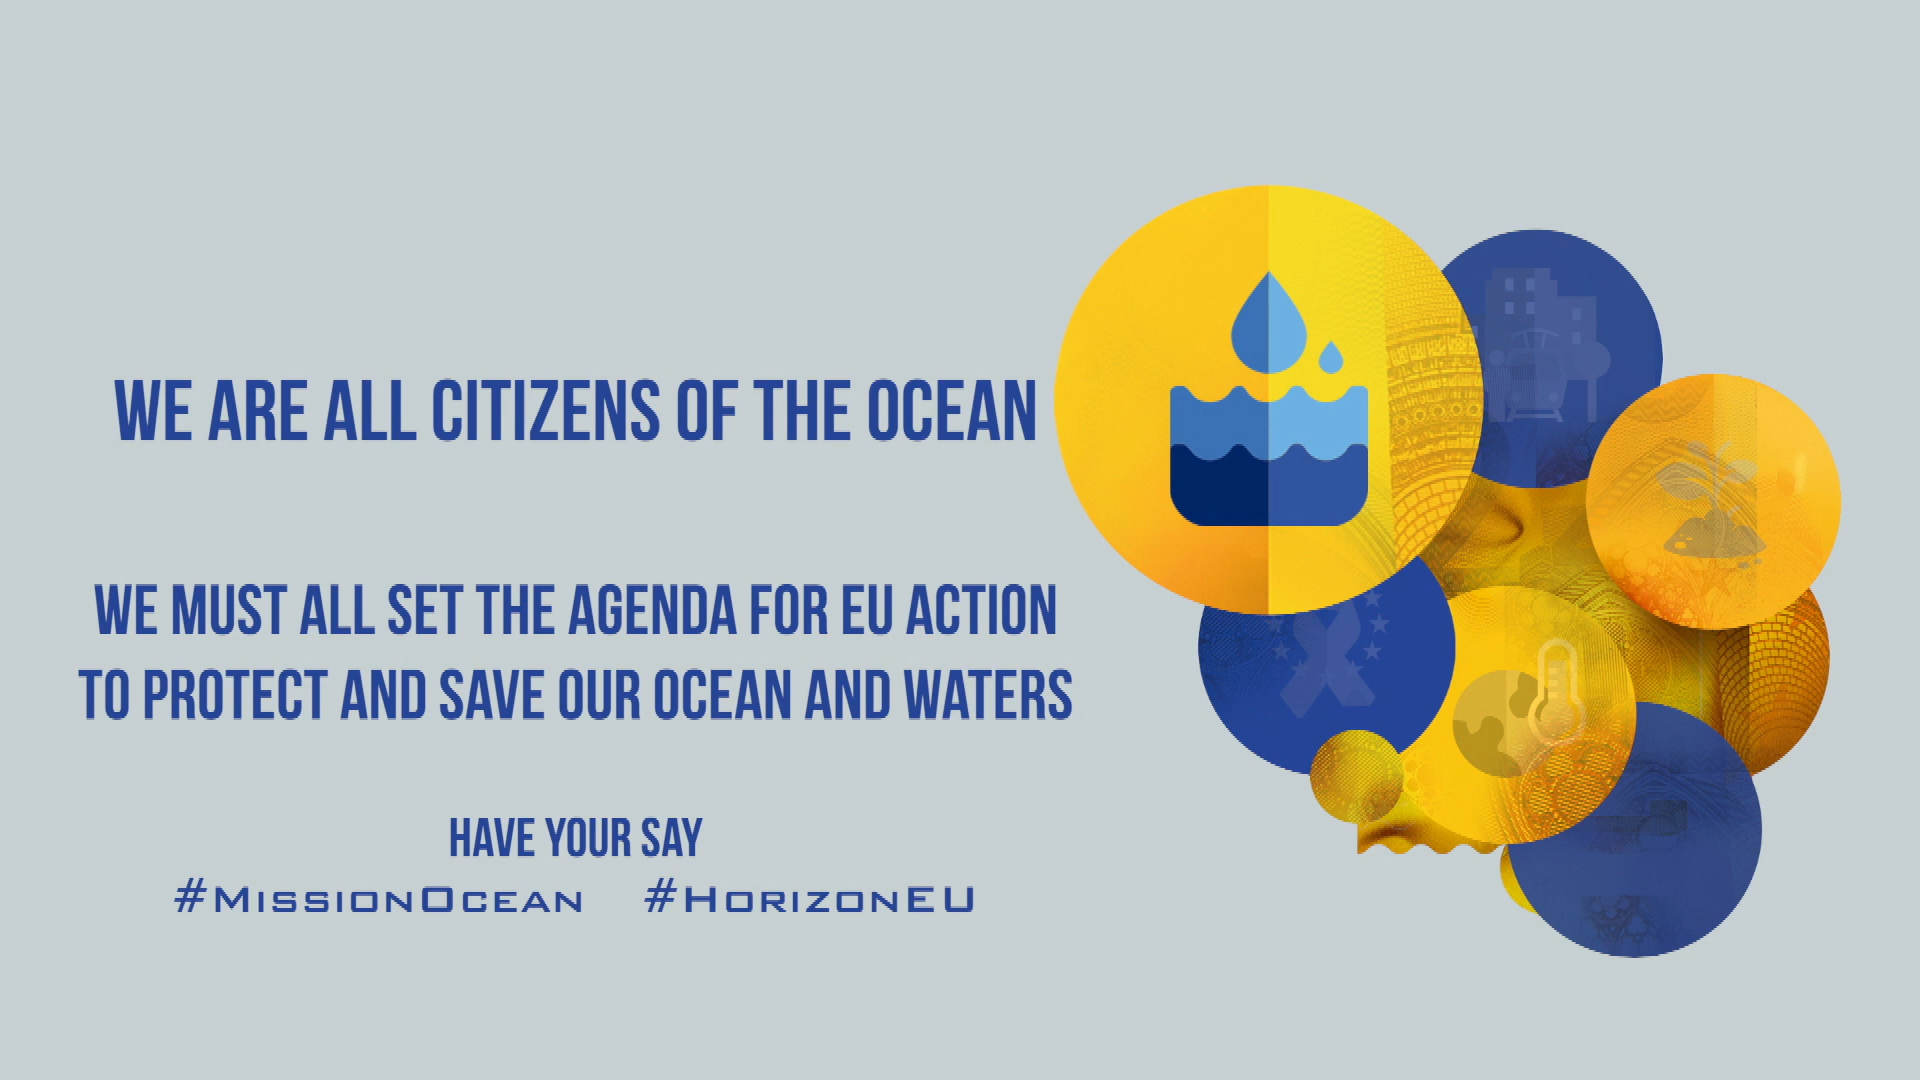 WE ARE ALL CITIZENS OF THE OCEAN
WE MUST ALL SET THE AGENDA FOR EU ACTION
TO PROTECT AND SAVE OUR OCEAN AND WATERS
HAVE YOUR SAY
#MISSIONOCEAN #HORIZONEU